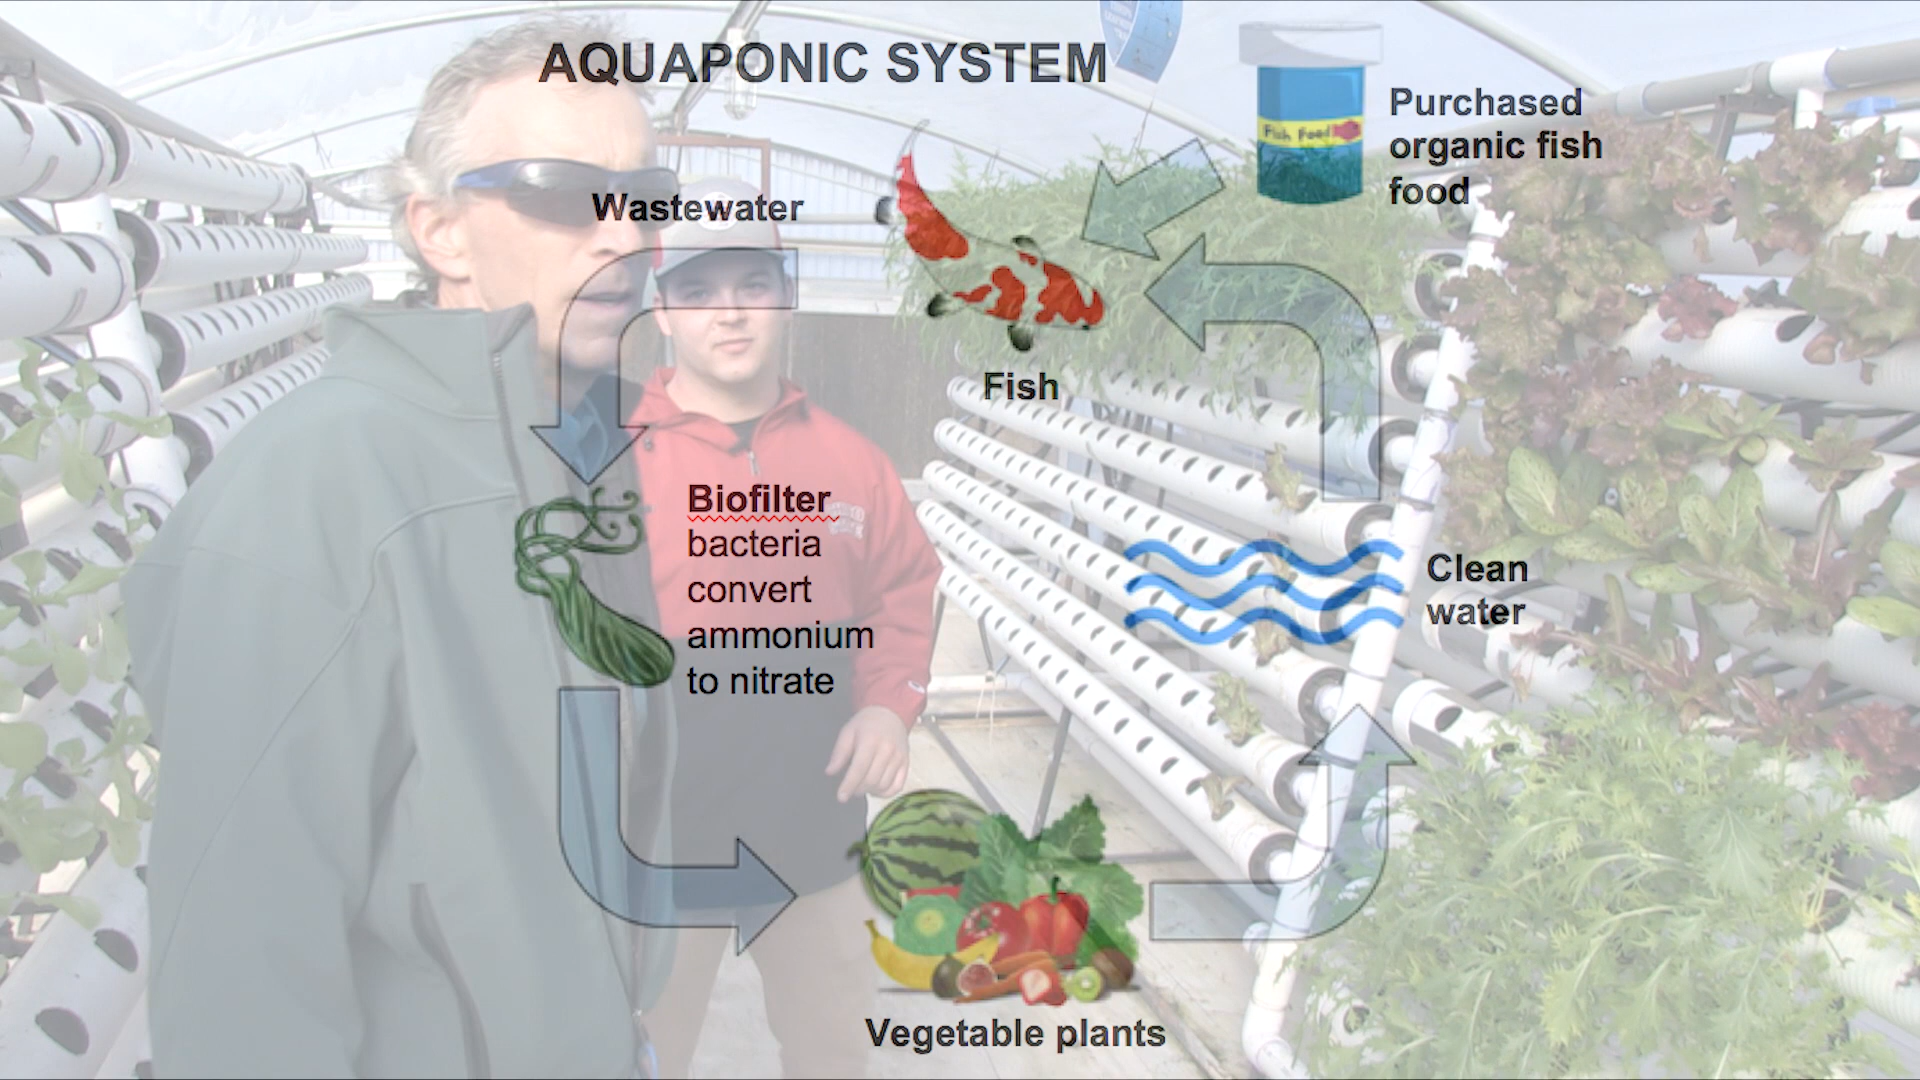 AQUAPONIC SYSTEM
Purchased
organic fish
food
Fish Food
Wastewater
Fish
Biofilter
bacteria
convert
ammonium
to nitrate
Clean
water
Vegetable plants